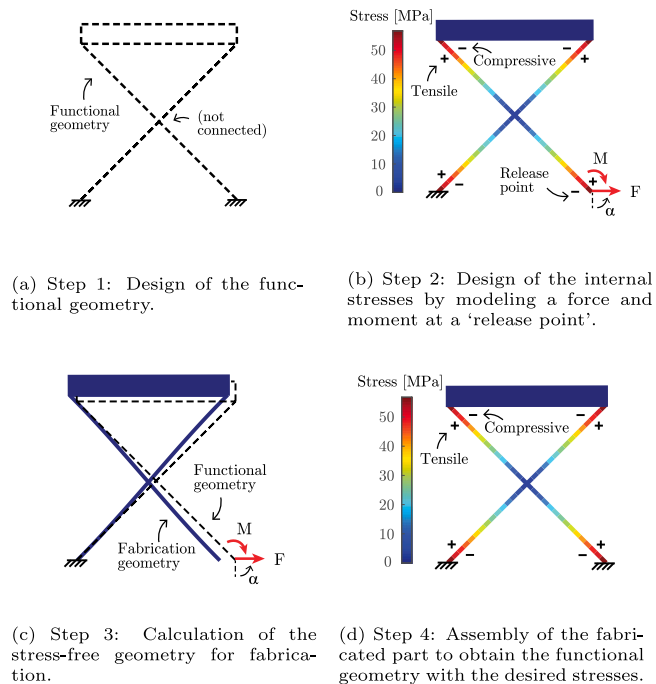 Functional
geometry
(not
connected)
(a) Step 1: Design of the func-
tional geometry.
Stress [MPa]
50
40
30
20
10
0
Compressive
Tensile
Release
point
M
F
α
+
−
−
+
+
−
−
+
(b) Step 2: Design of the internal
stresses by modeling a force and
moment at a ‘release point’.
Functional
geometry
Fabrication
geometry
M
F
α
(c) Step 3: Calculation of the
stress-free geometry for fabrica-
tion.
Stress [MPa]
50
40
30
20
10
0
Compressive
Tensile
−
−
+
+
+
−
−
+
(d) Step 4: Assembly of the fabri-
cated part to obtain the functional
geometry with the desired stresses.